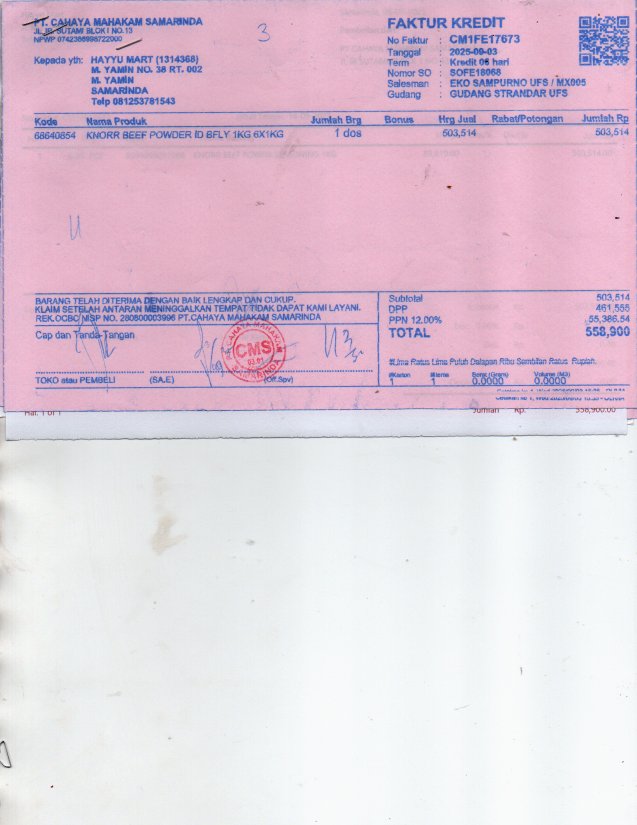 PT. CAHAYA MAHAKAM SAMARINDA
JL.IR. SUTAMI BLOK I NO.13
NPWP 0742386998722000
3
FAKTUR KREDIT
No Faktur : CM1FE17673
Tanggal : 2025-09-03
Term : Kredit 06 hari
Nomor SO : SOFE18068
Salesman : EKO SAMPURNO UFS / MX005
Gudang : GUDANG STRANDAR UFS
Kepada yth: HAYYU MART (1314368)
M. YAMIN NO. 38 RT. 002
M. YAMIN
SAMARINDA
Telp 081253781543
Kode Nama Produk Jumlah Brg Bonus Hrg Jual Rabat/Potongan Jumlah Rp
68640854 KNORR BEEF POWDER ID BFLY 1KG 6X1KG 1 dos 503,514 503,514
BARANG TELAH DITERIMA DENGAN BAIK LENGKAP DAN CUKUP.
KLAIM SETELAH ANTARAN MENINGGALKAN TEMPAT TIDAK DAPAT KAMI LAYANI.
REK.OCBC NISP NO. 280800003996 PT.CAHAYA MAHAKAM SAMARINDA
Cap dan Tanda Tangan
PT. CAHAYA MAHAKAM
CMS
03.01
SAMARINDA
TOKO atau PEMBELI (SA.E) (Off.Spv)
Subtotal 503,514
DPP 461,555
PPN 12.00% 55,386.54
TOTAL 558,900
#Lima Ratus Lima Puluh Delapan Ribu Sembilan Ratus Rupiah.
#Karton #Items Berat (Gram) Volume (M3)
1 1 0.0000 0.0000
Hal. 1 of 1
Jumlah Rp. 558,900.00